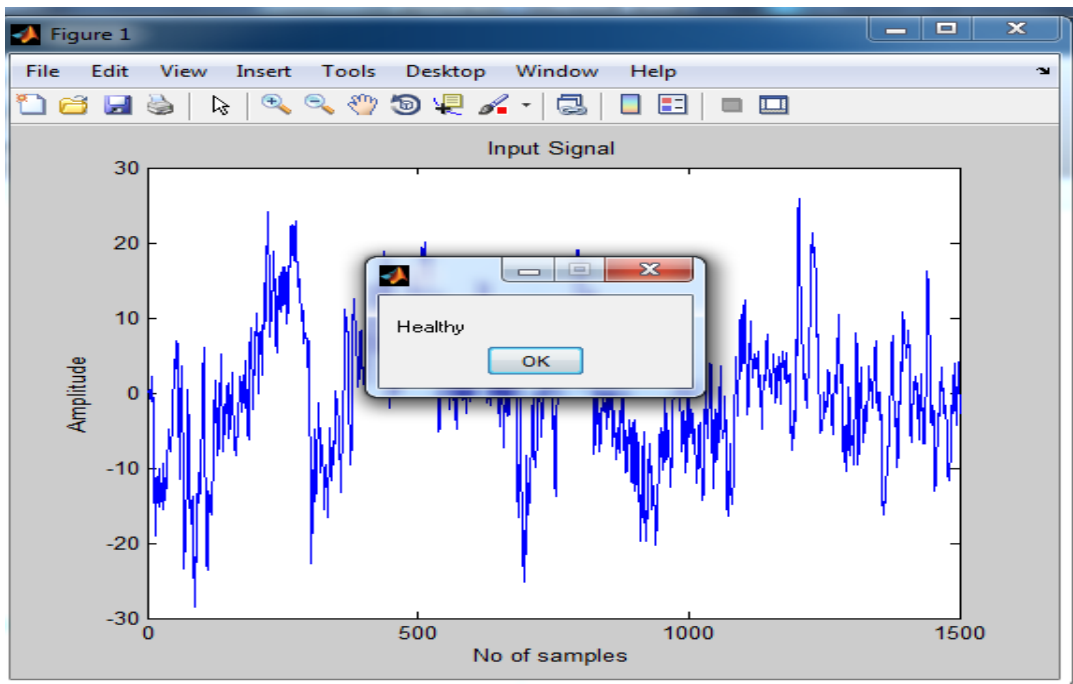 Figure 1
File Edit View Insert Tools Desktop Window Help
Input Signal
30
20
10
0
-10
-20
-30
Amplitude
Healthy
OK
0 500 1000 1500
No of samples